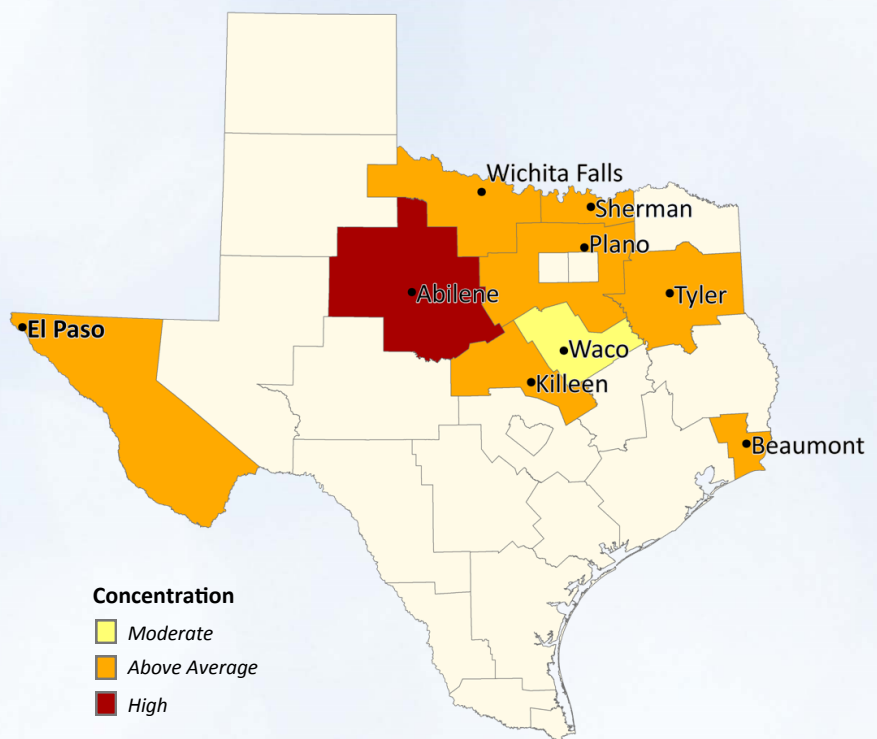 Wichita Falls
Sherman
Plano
Abilene
Tyler
El Paso
Waco
Killeen
Beaumont
Concentration
Moderate
Above Average
High